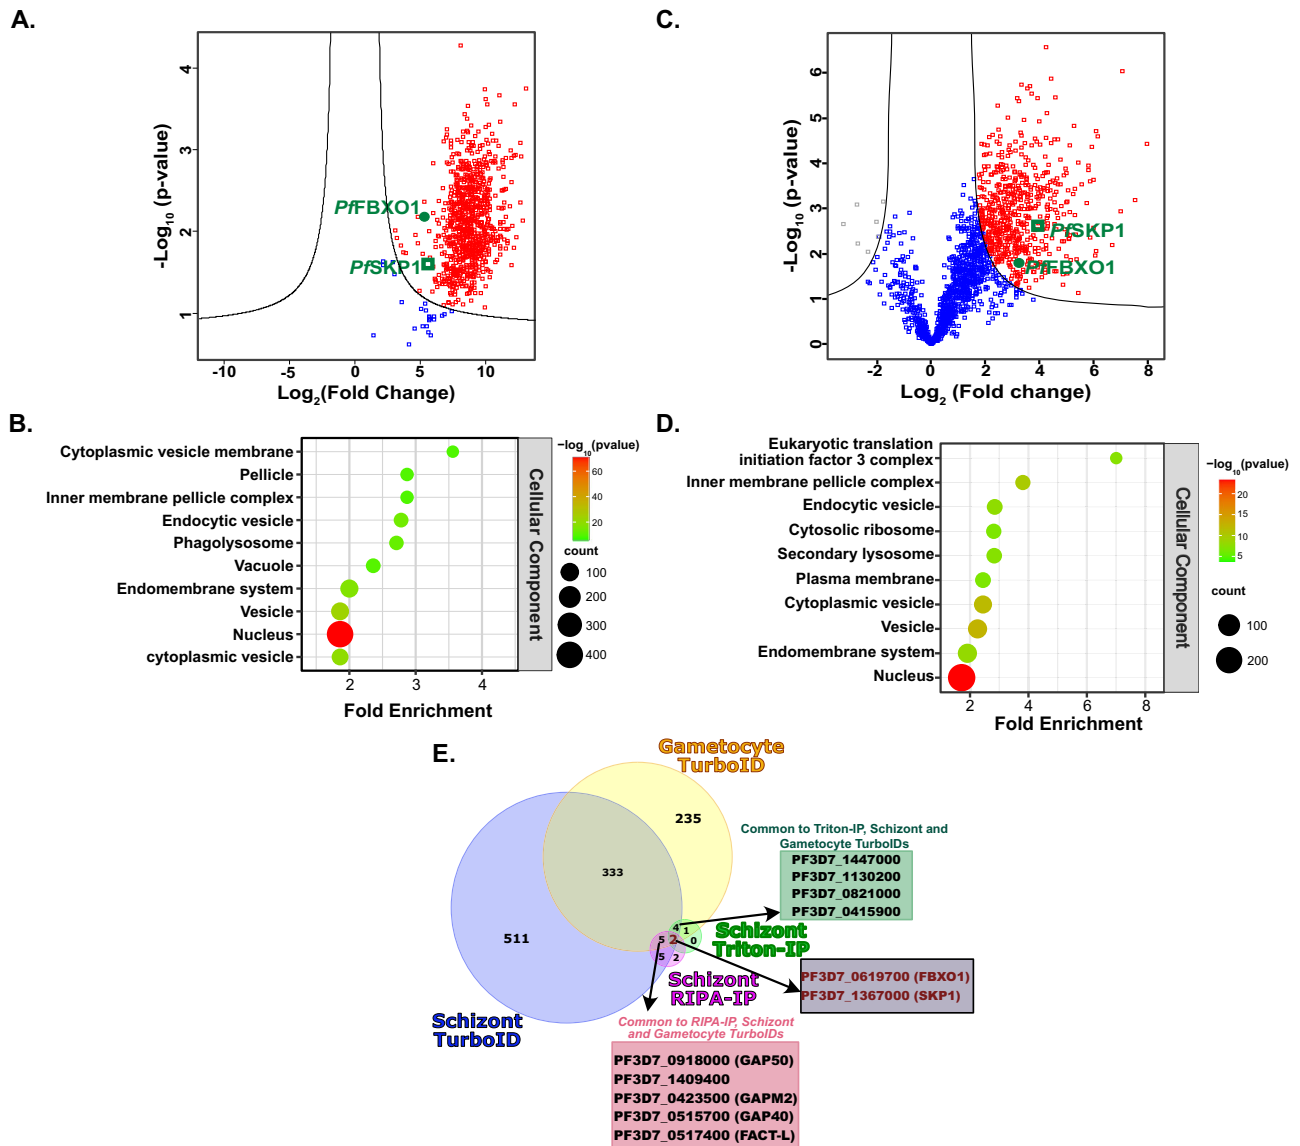 A.
4
3
2
1
-Log10 (p-value)
PfFBXO1
PfSKP1
-10
-5
0
5
10
Log2(Fold Change)
C.
6
5
4
3
2
1
0
-Log10 (p-value)
PfSKP1
PfFBXO1
-2
0
2
4
6
8
Log2 (Fold change)
B.
Cytoplasmic vesicle membrane
Pellicle
Inner membrane pellicle complex
Endocytic vesicle
Phagolysosome
Vacuole
Endomembrane system
Vesicle
Nucleus
cytoplasmic vesicle
2
3
4
Fold Enrichment
Cellular Component
−log10(pvalue)
60
40
20
count
100
200
300
400
D.
Eukaryotic translation
initiation factor 3 complex
Inner membrane pellicle complex
Endocytic vesicle
Cytosolic ribosome
Secondary lysosome
Plasma membrane
Cytoplasmic vesicle
Vesicle
Endomembrane system
Nucleus
2
4
6
8
Fold Enrichment
Cellular Component
−log10(pvalue)
20
15
10
5
count
100
200
E.
Gametocyte
TurboID
235
333
511
4
1
0
5
2
5
2
Schizont
Triton-IP
Schizont
RIPA-IP
Schizont
TurboID
Common to Triton-IP, Schizont and
Gametocyte TurboIDs
PF3D7_1447000
PF3D7_1130200
PF3D7_0821000
PF3D7_0415900
PF3D7_0619700 (FBXO1)
PF3D7_1367000 (SKP1)
Common to RIPA-IP, Schizont
and Gametocyte TurboIDs
PF3D7_0918000 (GAP50)
PF3D7_1409400
PF3D7_0423500 (GAPM2)
PF3D7_0515700 (GAP40)
PF3D7_0517400 (FACT-L)